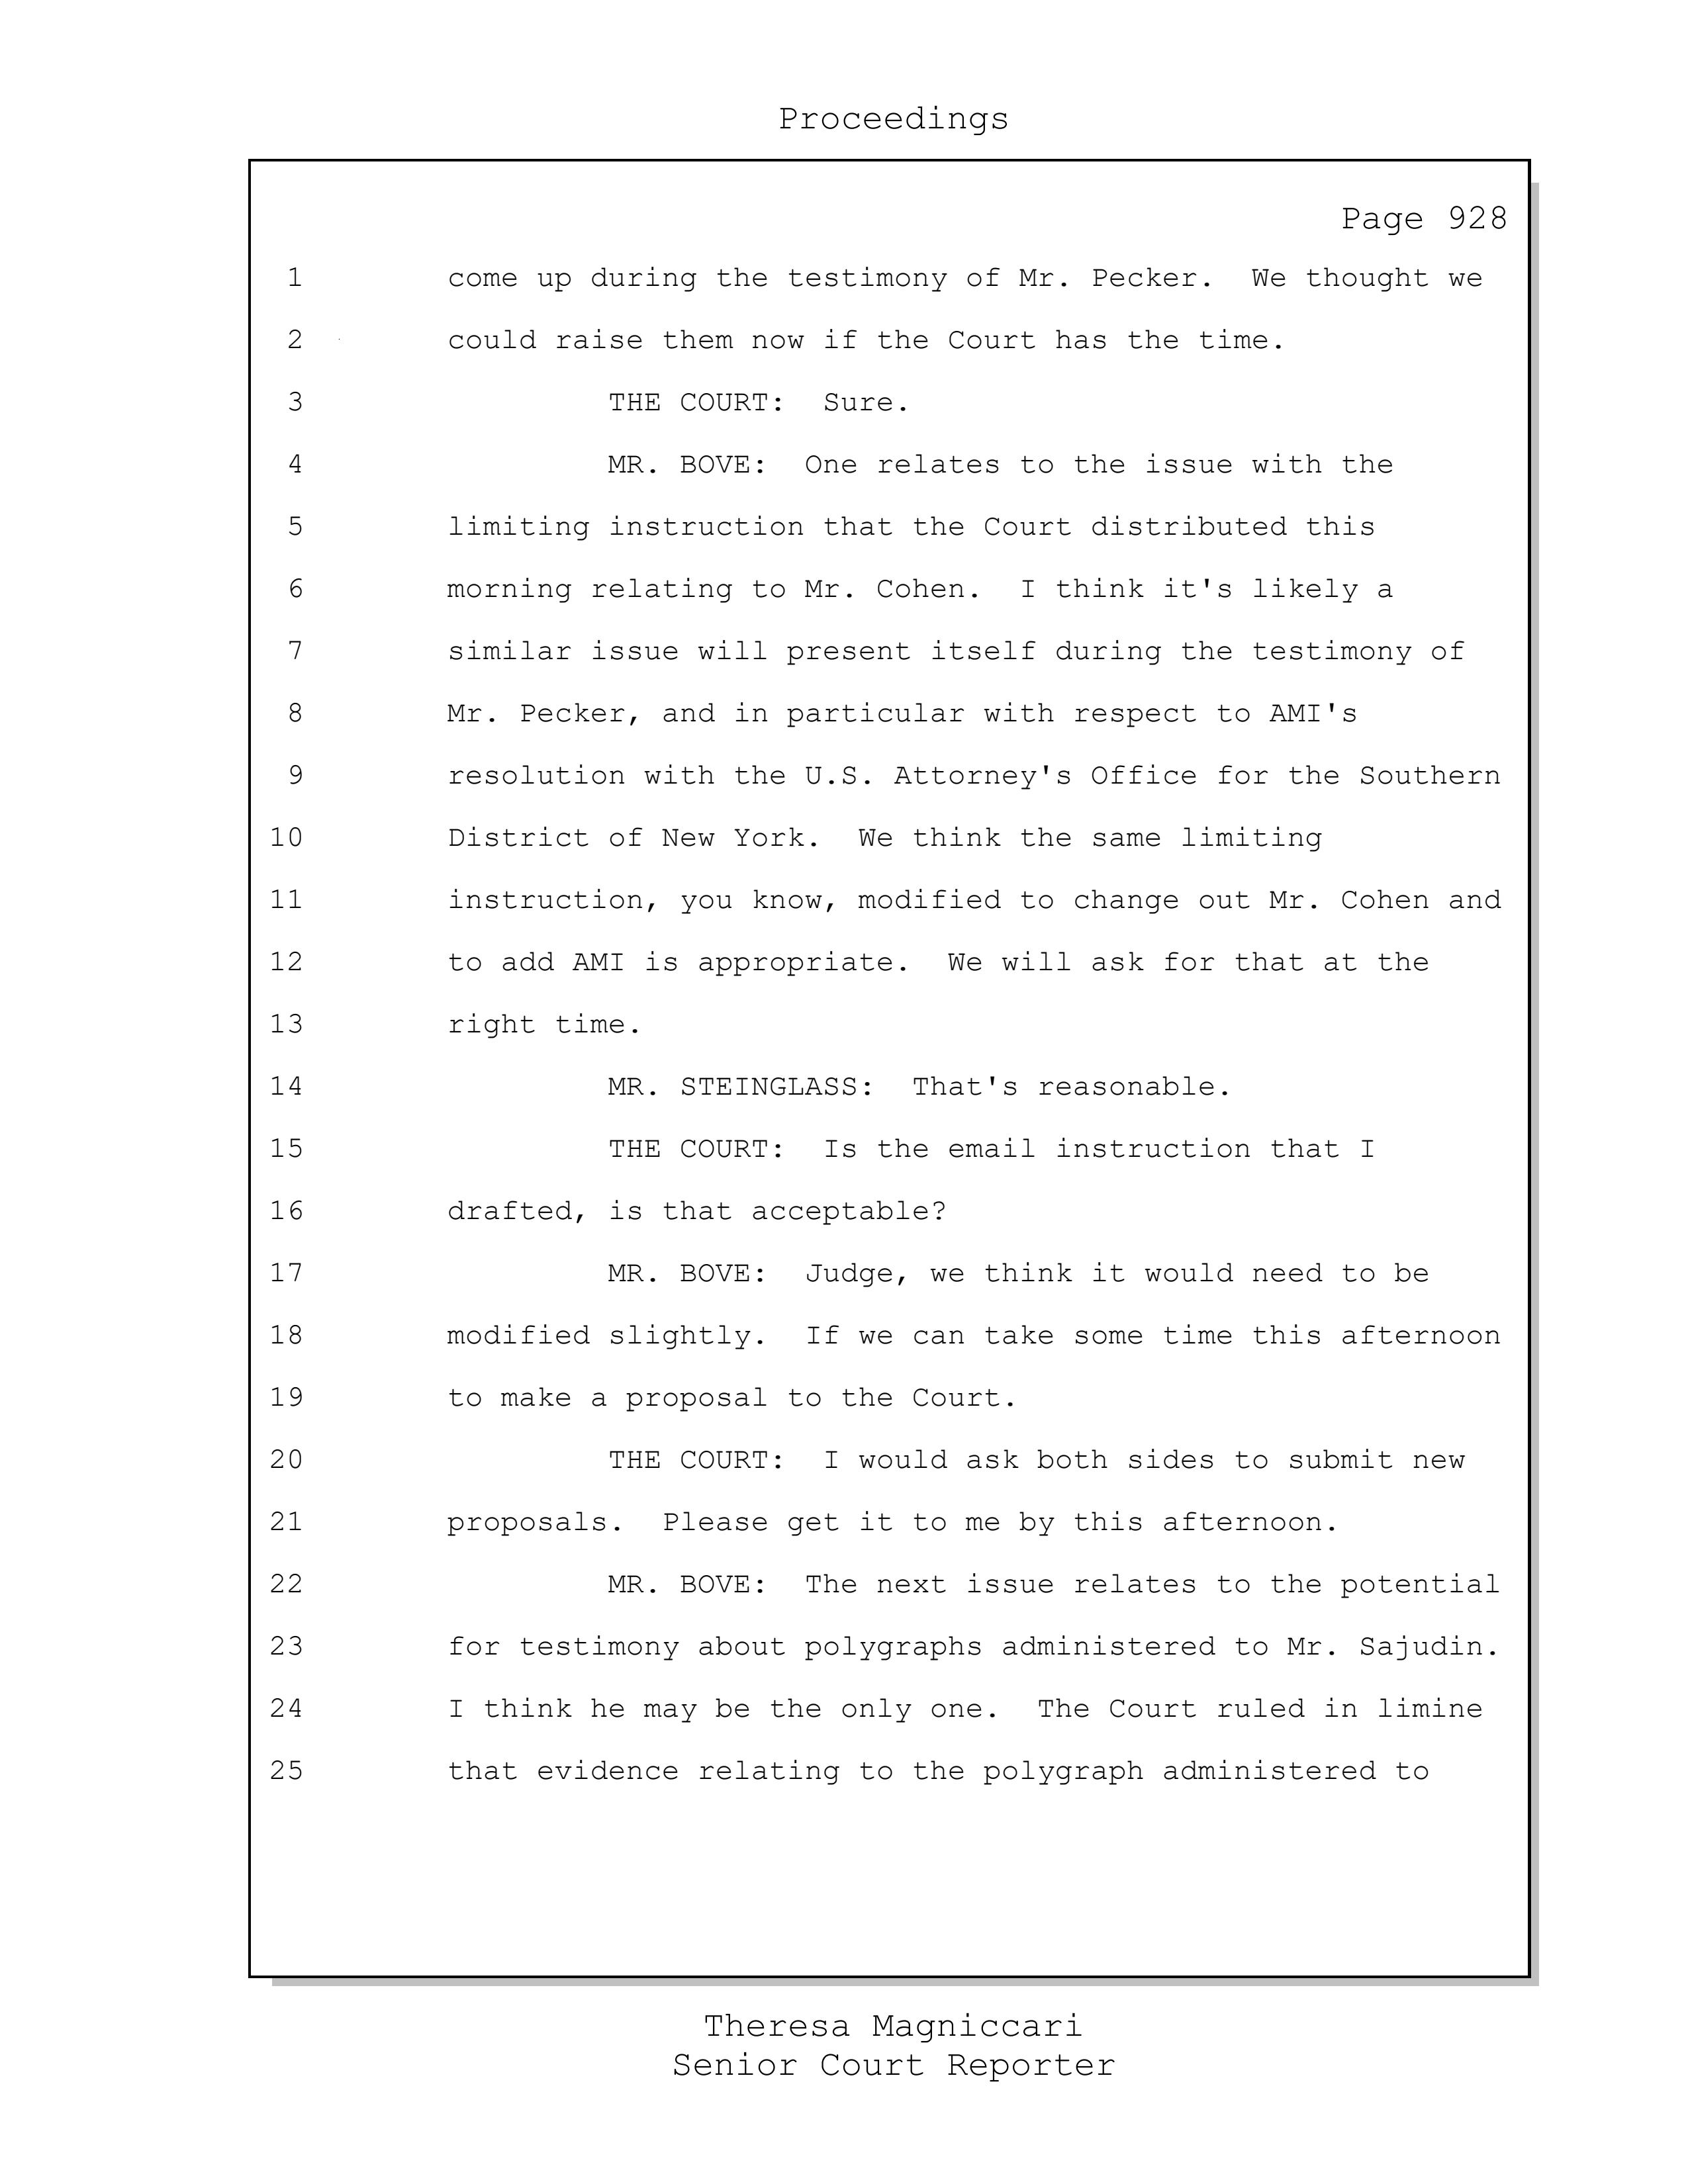 Proceedings
Page 928
1 come up during the testimony of Mr. Pecker. We thought we
2 could raise them now if the Court has the time.
3 THE COURT: Sure.
4 MR. BOVE: One relates to the issue with the
5 limiting instruction that the Court distributed this
6 morning relating to Mr. Cohen. I think it's likely a
7 similar issue will present itself during the testimony of
8 Mr. Pecker, and in particular with respect to AMI's
9 resolution with the U.S. Attorney's Office for the Southern
10 District of New York. We think the same limiting
11 instruction, you know, modified to change out Mr. Cohen and
12 to add AMI is appropriate. We will ask for that at the
13 right time.
14 MR. STEINGLASS: That's reasonable.
15 THE COURT: Is the email instruction that I
16 drafted, is that acceptable?
17 MR. BOVE: Judge, we think it would need to be
18 modified slightly. If we can take some time this afternoon
19 to make a proposal to the Court.
20 THE COURT: I would ask both sides to submit new
21 proposals. Please get it to me by this afternoon.
22 MR. BOVE: The next issue relates to the potential
23 for testimony about polygraphs administered to Mr. Sajudin.
24 I think he may be the only one. The Court ruled in limine
25 that evidence relating to the polygraph administered to
Theresa Magniccari
Senior Court Reporter